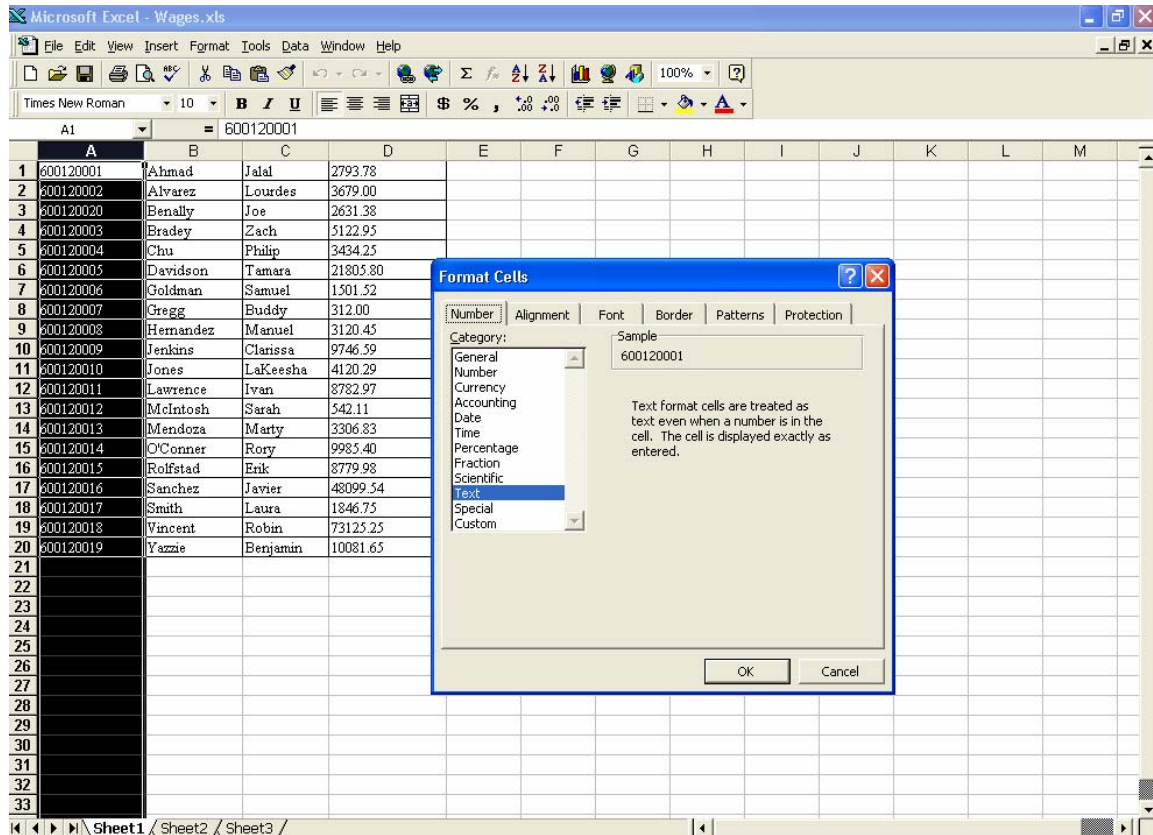 Microsoft Excel - Wages.xls
File Edit View Insert Format Tools Data Window Help
100%
Times New Roman 10 B I U $ % ,
A1 = 600120001
A B C D E F G H I J K L M
1 600120001 Ahmad Jalal 2793.78
2 600120002 Alvarez Lourdes 3679.00
3 600120020 Benally Joe 2631.38
4 600120003 Bradey Zach 5122.95
5 600120004 Chu Philip 3434.25
6 600120005 Davidson Tamara 21805.80
7 600120006 Goldman Samuel 1501.52
8 600120007 Gregg Buddy 312.00
9 600120008 Hernandez Manuel 3120.45
10 600120009 Jenkins Clarissa 9746.59
11 600120010 Jones LaKeesha 4120.29
12 600120011 Lawrence Ivan 8782.97
13 600120012 McIntosh Sarah 542.11
14 600120013 Mendoza Marty 3306.83
15 600120014 O'Conner Rory 9985.40
16 600120015 Rolfstad Erik 8779.98
17 600120016 Sanchez Javier 48099.54
18 600120017 Smith Laura 1846.75
19 600120018 Vincent Robin 73125.25
20 600120019 Yazzie Benjamin 10081.65
21
22
23
24
25
26
27
28
29
30
31
32
33
Format Cells
Number Alignment Font Border Patterns Protection
Category:
General
Number
Currency
Accounting
Date
Time
Percentage
Fraction
Scientific
Text
Special
Custom
Sample
600120001
Text format cells are treated as
text even when a number is in the
cell. The cell is displayed exactly as
entered.
OK Cancel
Sheet1 / Sheet2 / Sheet3 /